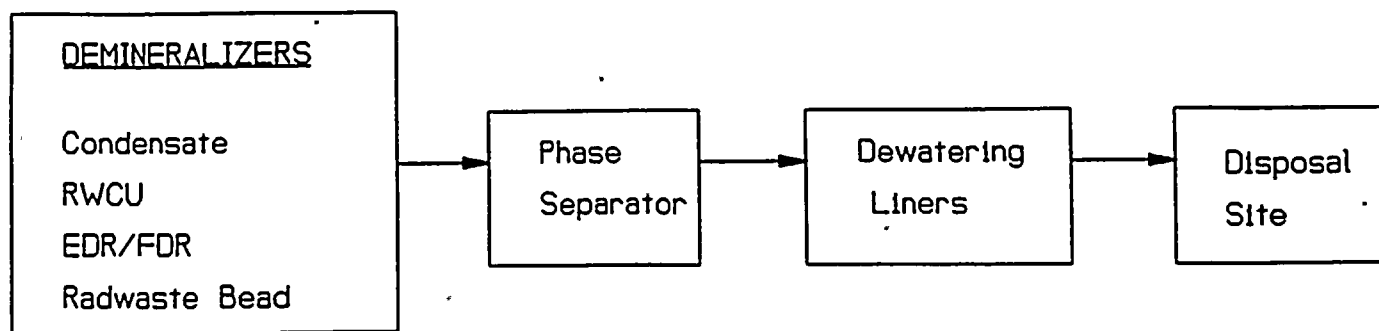 DEMINERALIZERS
Condensate
RWCU
EDR/FDR
Radwaste Bead
Phase
Separator
Dewatering
Liners
Disposal
Site